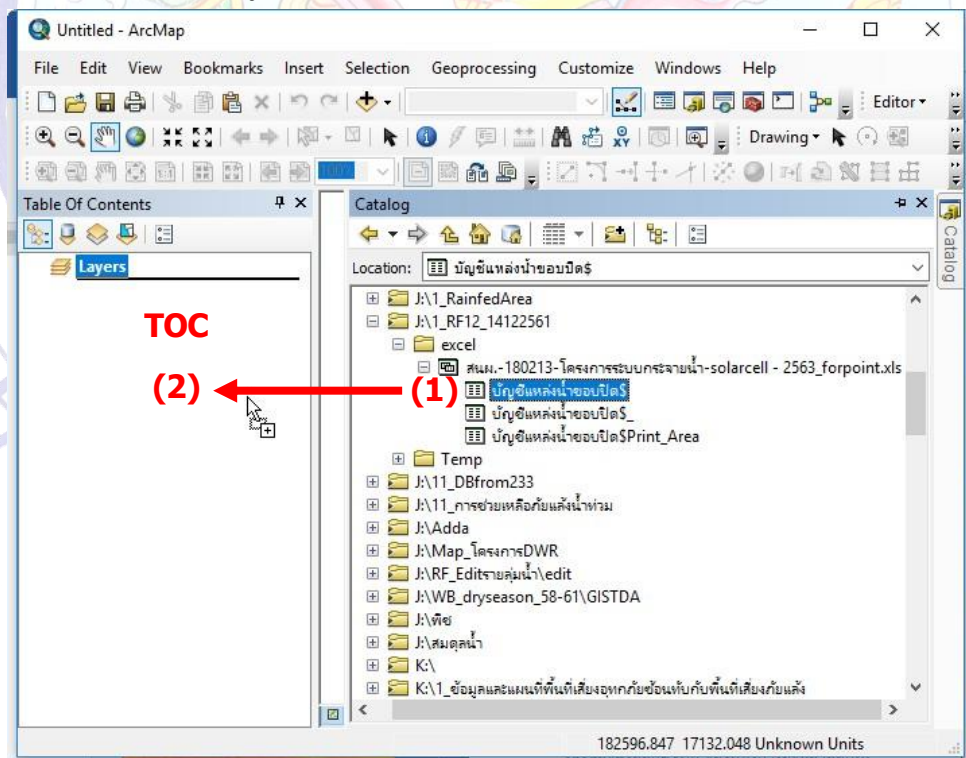 Untitled - ArcMap
File Edit View Bookmarks Insert Selection Geoprocessing Customize Windows Help
Editor
Drawing
100%
Table Of Contents
Catalog
Layers
Location: บัญชีแหล่งน้ำขอบปิด$
Catalog
J:\1_RainfedArea
J:\1_RF12_14122561
excel
สนผ.-180213-โครงการระบบกระจายน้ำ-solarcell - 2563_forpoint.xls
TOC
(2)
(1)
บัญชีแหล่งน้ำขอบปิด$
บัญชีแหล่งน้ำขอบปิด$_
บัญชีแหล่งน้ำขอบปิด$Print_Area
Temp
J:\11_DBfrom233
J:\11_การช่วยเหลือภัยแล้งน้ำท่วม
J:\Adda
J:\Map_โครงการDWR
J:\RF_Editรายลุ่มน้ำ\edit
J:\WB_dryseason_58-61\GISTDA
J:\พืช
J:\สมดุลน้ำ
K:\
K:\1_ข้อมูลและแผนที่พื้นที่เสี่ยงอุทกภัยซ้อนทับกับพื้นที่เสี่ยงภัยแล้ง
182596.847 17132.048 Unknown Units